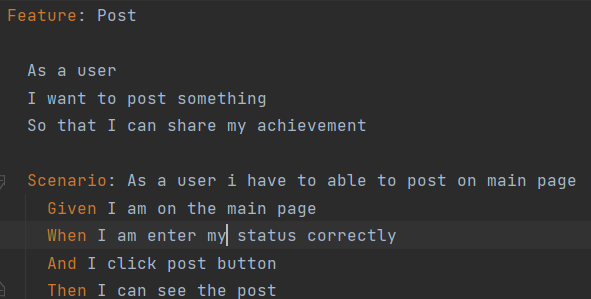 Feature: Post
As a user
I want to post something
So that I can share my achievement
Scenario: As a user i have to able to post on main page
Given I am on the main page
When I am enter my status correctly
And I click post button
Then I can see the post